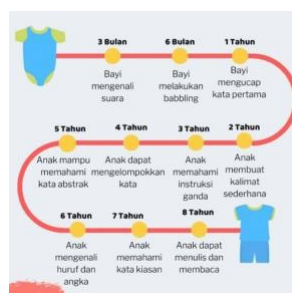 3 Bulan
Bayi
mengenali
suara
6 Bulan
Bayi
melakukan
babbling
1 Tahun
Bayi
mengucap
kata pertama
2 Tahun
Anak
membuat
kalimat
sederhana
3 Tahun
Anak
memahami
instruksi
ganda
4 Tahun
Anak dapat
mengelompokkan
kata
5 Tahun
Anak mampu
memahami
kata abstrak
6 Tahun
Anak
mengenali
huruf dan
angka
7 Tahun
Anak
memahami
kata kiasan
8 Tahun
Anak dapat
menulis dan
membaca